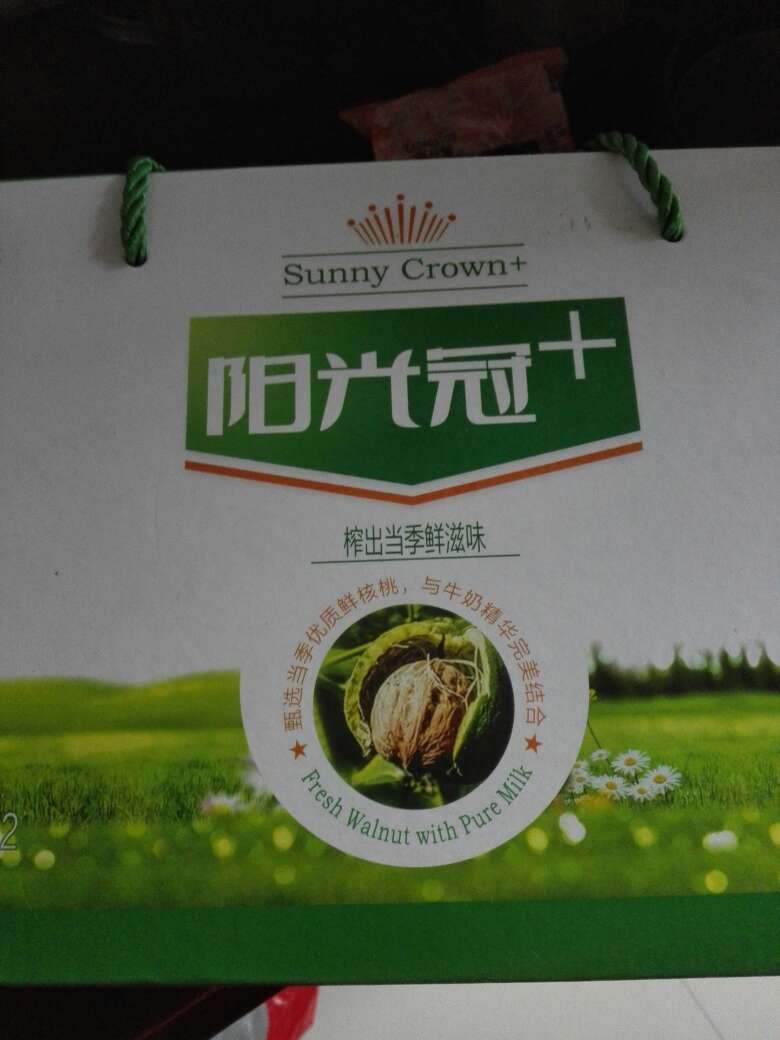 Sunny Crown+
阳光冠+
榨出当季鲜滋味
甄选当季优质鲜核桃，与牛奶精华完美结合
Fresh Walnut with Pure Milk
2